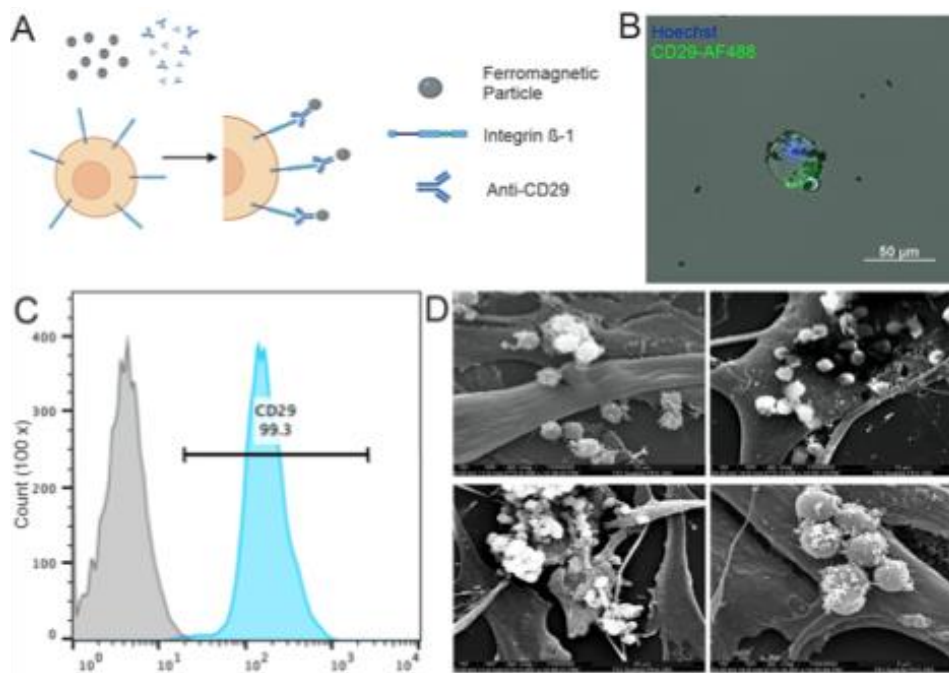 A
Ferromagnetic
Particle
Integrin ß-1
Anti-CD29
B
Hoechst
CD29-AF488
50 µm
C
CD29
99.3
Count (100 x)
400
300
200
100
0
10^0
10^1
10^2
10^3
10^4
D